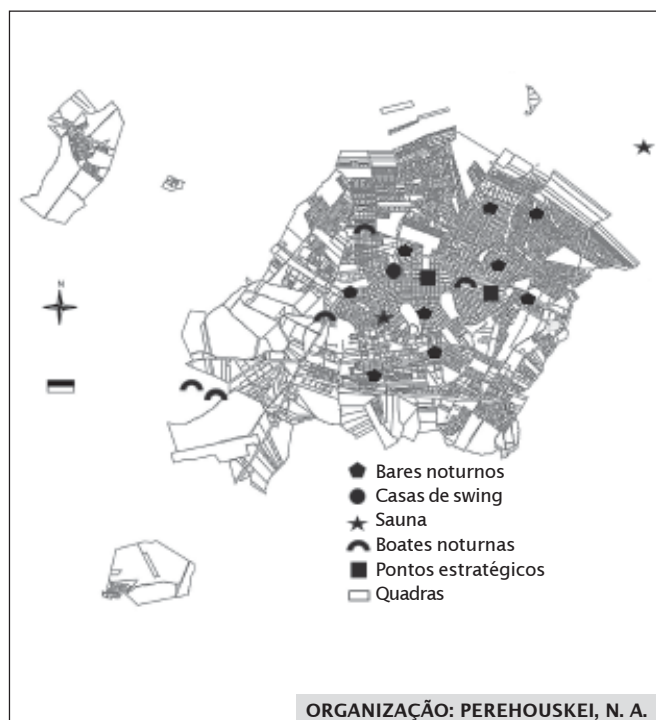 N
Bares noturnos
Casas de swing
Sauna
Boates noturnas
Pontos estratégicos
Quadras
ORGANIZAÇÃO: PEREHOUSKEI, N. A.